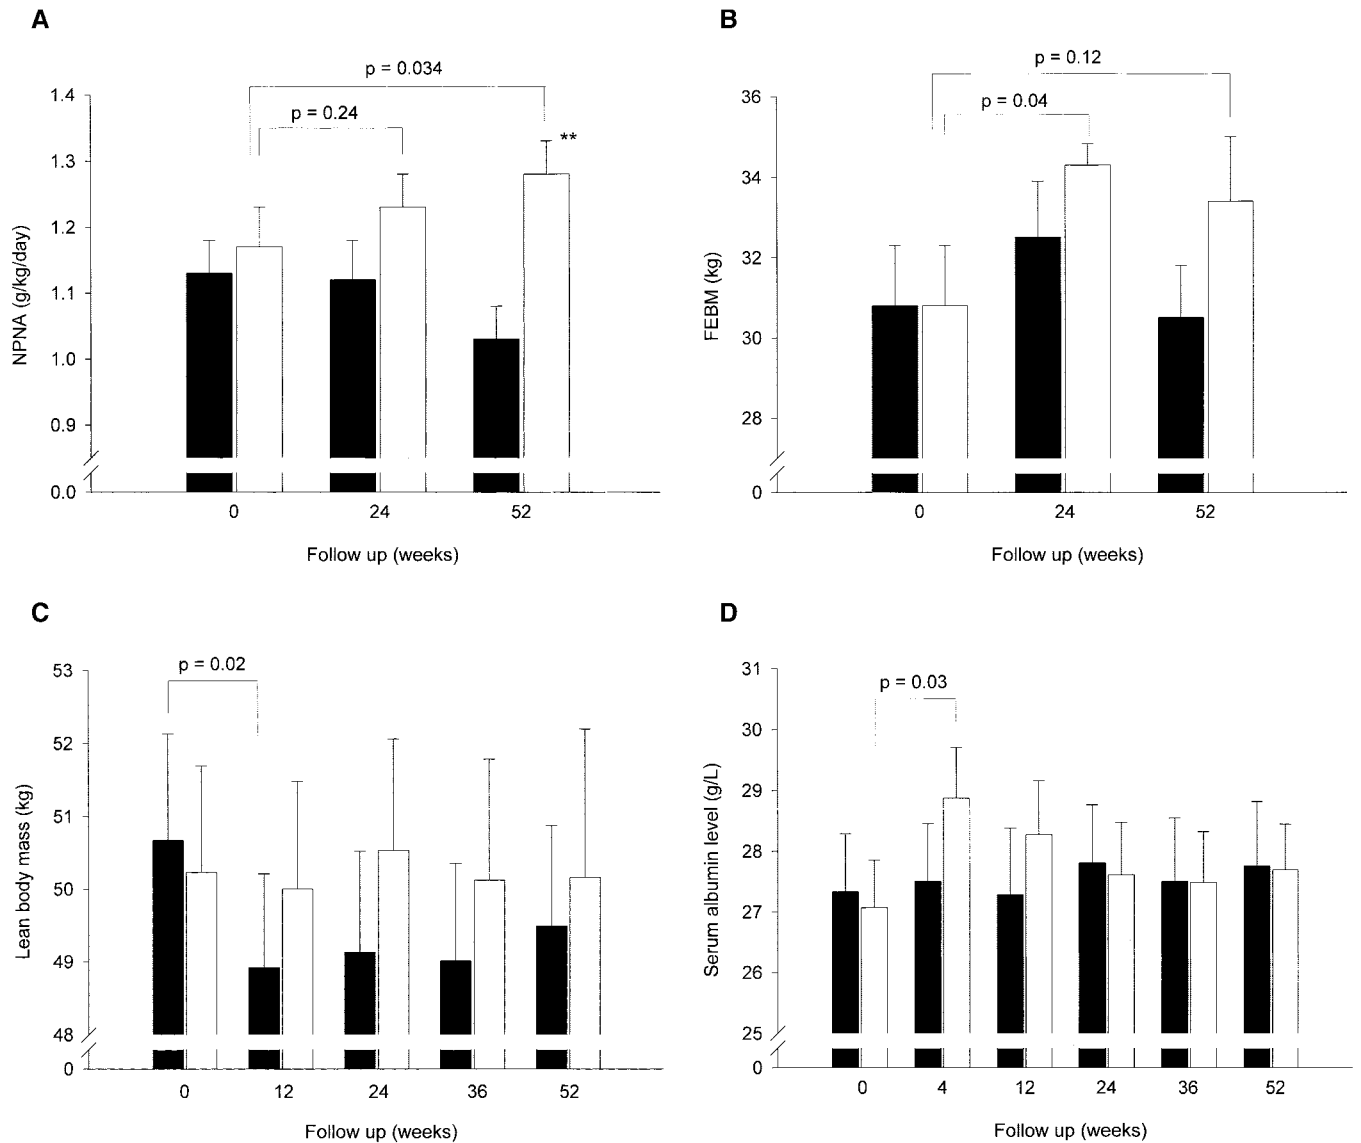 A
p = 0.034
p = 0.24
**
1.4
1.3
1.2
1.1
1.0
0.9
0.0
NPNA (g/kg/day)
0 24 52
Follow up (weeks)
B
p = 0.12
p = 0.04
36
34
32
30
28
0
FEBM (kg)
0 24 52
Follow up (weeks)
C
p = 0.02
53
52
51
50
49
48
0
Lean body mass (kg)
0 12 24 36 52
Follow up (weeks)
D
p = 0.03
31
30
29
28
27
26
25
0
Serum albumin level (g/L)
0 4 12 24 36 52
Follow up (weeks)